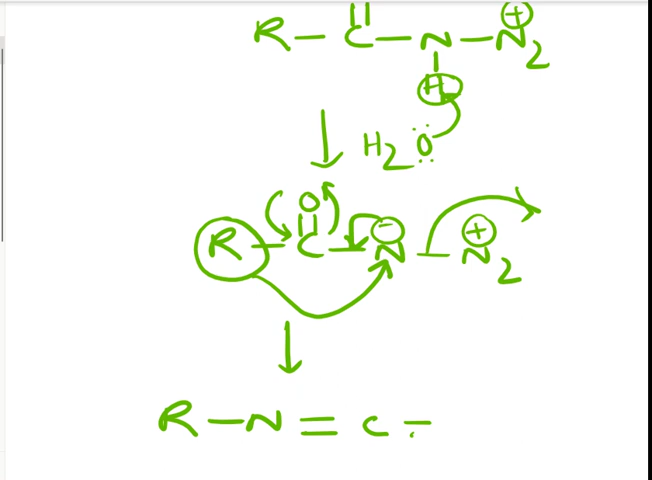 R — C — N — N2 ⊕
H
H2O
O
R — C — N — N2 ⊖ ⊕
R — N = C =